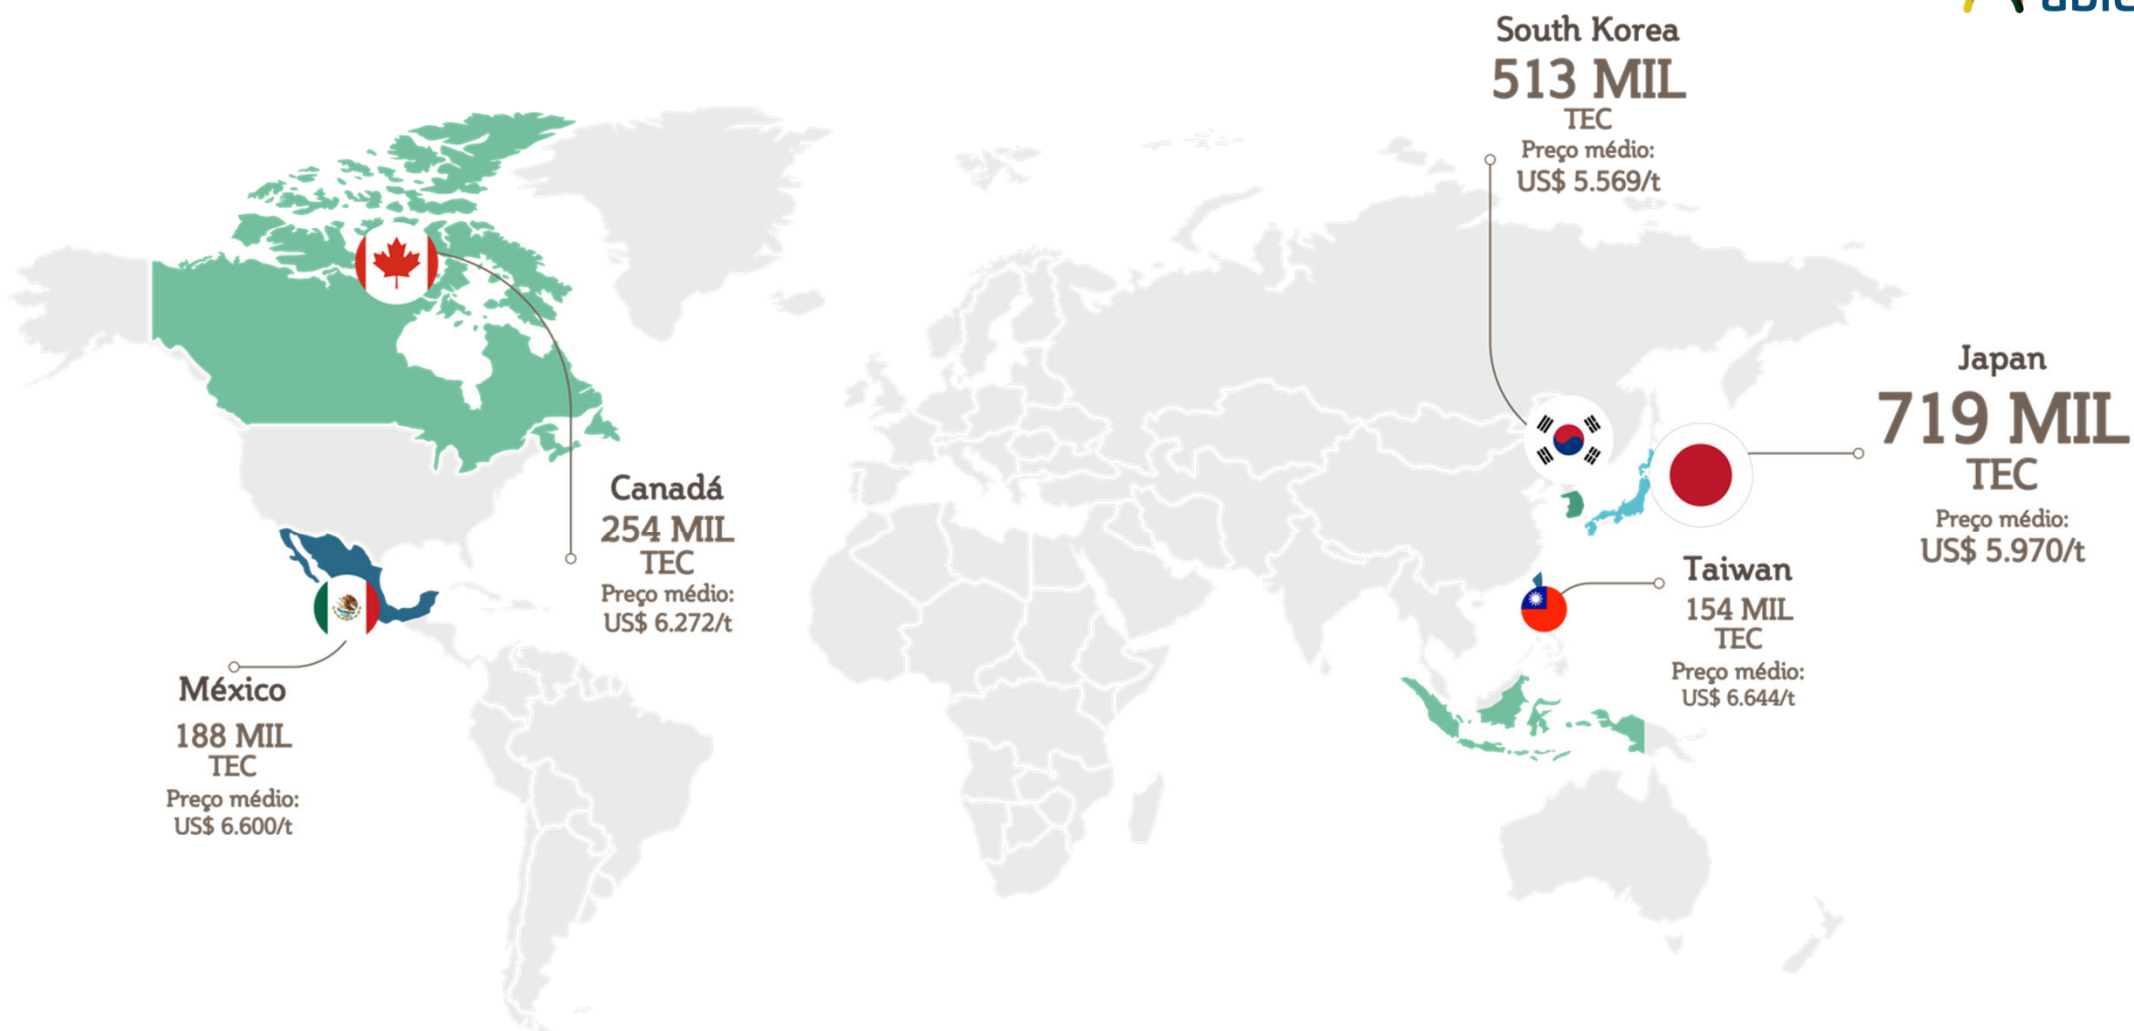 South Korea
513 MIL
TEC
Preço médio:
US$ 5.569/t
Japan
719 MIL
TEC
Preço médio:
US$ 5.970/t
Canadá
254 MIL
TEC
Preço médio:
US$ 6.272/t
Taiwan
154 MIL
TEC
Preço médio:
US$ 6.644/t
México
188 MIL
TEC
Preço médio:
US$ 6.600/t